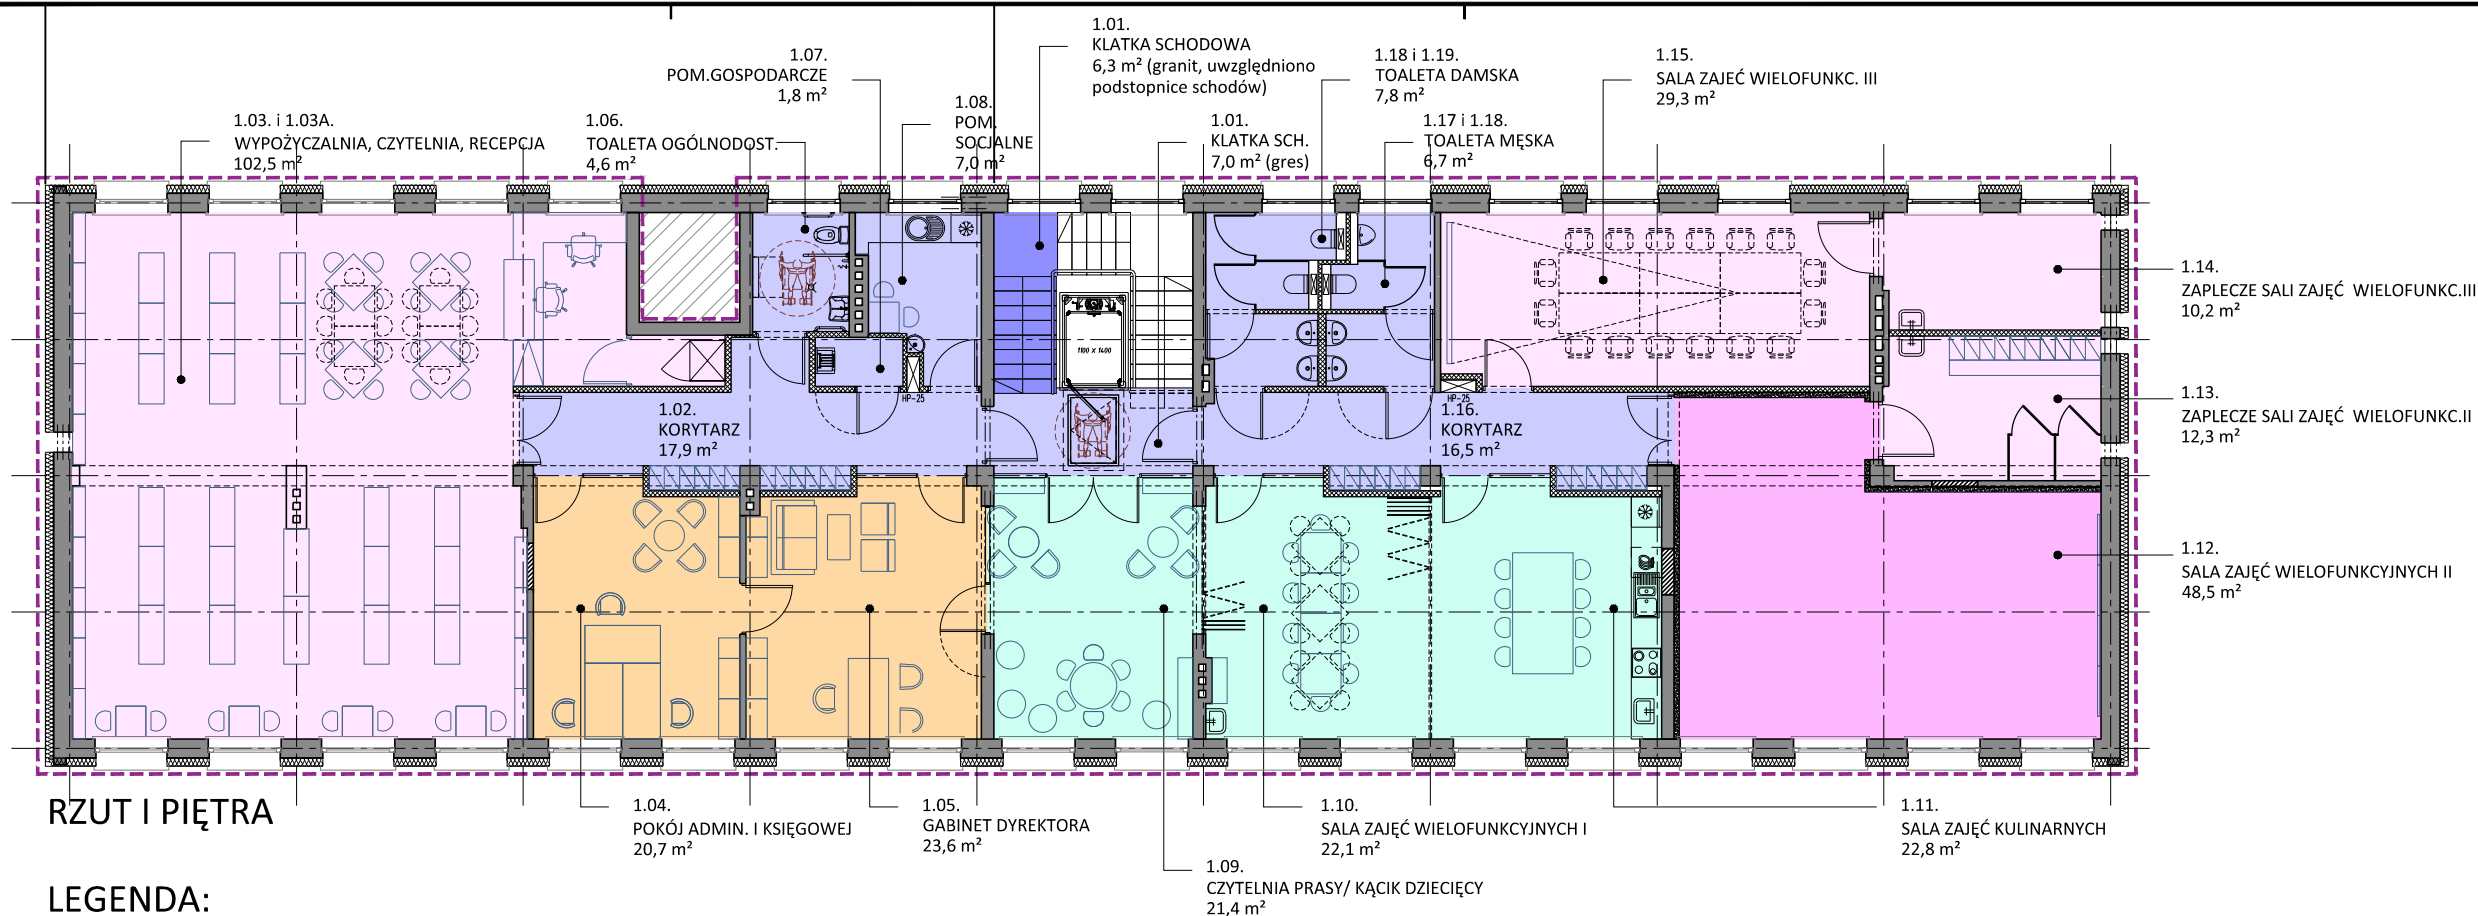 1.01.
KLATKA SCHODOWA
6,3 m² (granit, uwzględniono
podstopnice schodów)
1.07.
POM.GOSPODARCZE
1,8 m²
1.18 i 1.19.
TOALETA DAMSKA
7,8 m²
1.15.
SALA ZAJEĆ WIELOFUNKC. III
29,3 m²
1.03. i 1.03A.
WYPOŻYCZALNIA, CZYTELNIA, RECEPCJA
102,5 m²
1.06.
TOALETA OGÓLNODOST.
4,6 m²
1.08.
POM.
SOCJALNE
7,0 m²
1.01.
KLATKA SCH.
7,0 m² (gres)
1.17 i 1.18.
TOALETA MĘSKA
6,7 m²
1.14.
ZAPLECZE SALI ZAJĘĆ WIELOFUNKC.III
10,2 m²
1100 X 1400
HP-25
HP-25
1.02.
KORYTARZ
17,9 m²
1.16.
KORYTARZ
16,5 m²
1.13.
ZAPLECZE SALI ZAJĘĆ WIELOFUNKC.II
12,3 m²
1.12.
SALA ZAJĘĆ WIELOFUNKCYJNYCH II
48,5 m²
RZUT I PIĘTRA
1.04.
POKÓJ ADMIN. I KSIĘGOWEJ
20,7 m²
1.05.
GABINET DYREKTORA
23,6 m²
1.10.
SALA ZAJĘĆ WIELOFUNKCYJNYCH I
22,1 m²
1.11.
SALA ZAJĘĆ KULINARNYCH
22,8 m²
1.09.
CZYTELNIA PRASY/ KĄCIK DZIECIĘCY
21,4 m²
LEGENDA: